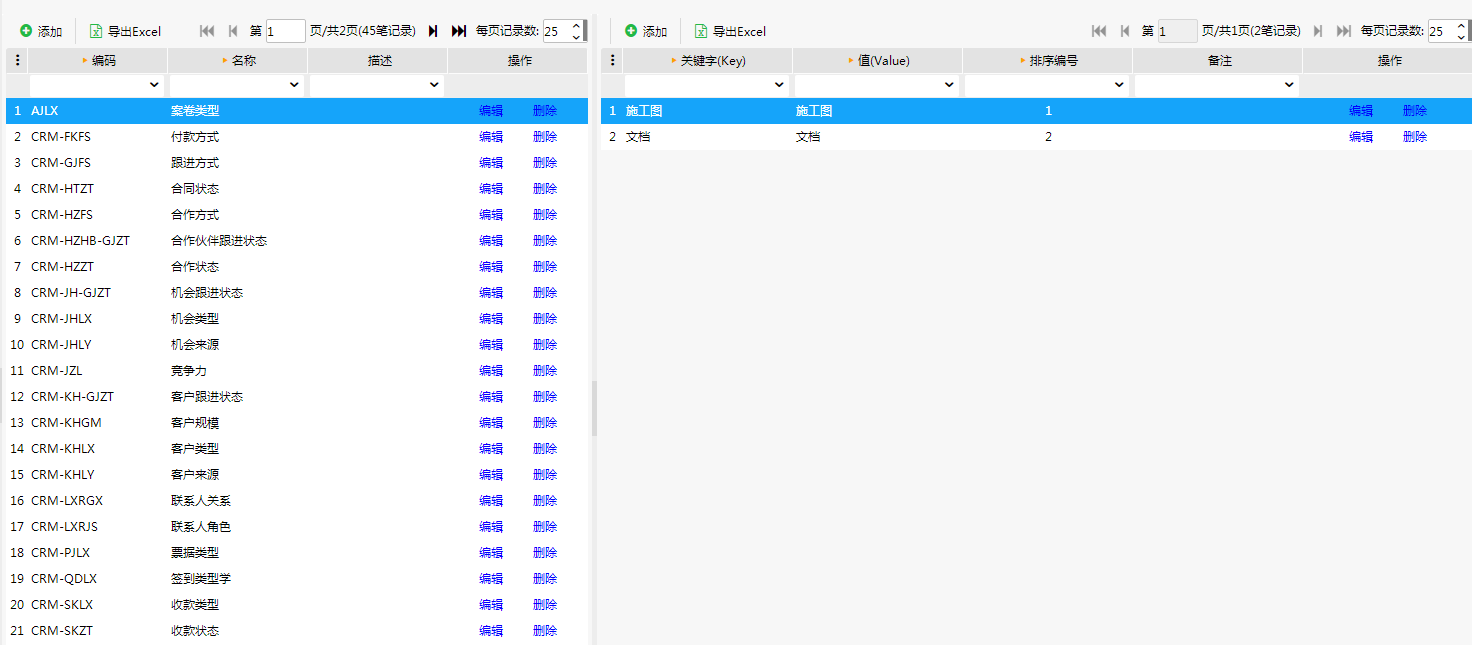 添加 导出Excel 第 1 页/共2页(45笔记录) 每页记录数: 25
编码 名称 描述 操作
1 AJLX 案卷类型 编辑 删除
2 CRM-FKFS 付款方式 编辑 删除
3 CRM-GJFS 跟进方式 编辑 删除
4 CRM-HTZT 合同状态 编辑 删除
5 CRM-HZFS 合作方式 编辑 删除
6 CRM-HZHB-GJZT 合作伙伴跟进状态 编辑 删除
7 CRM-HZZT 合作状态 编辑 删除
8 CRM-JH-GJZT 机会跟进状态 编辑 删除
9 CRM-JHLX 机会类型 编辑 删除
10 CRM-JHLY 机会来源 编辑 删除
11 CRM-JZL 竞争力 编辑 删除
12 CRM-KH-GJZT 客户跟进状态 编辑 删除
13 CRM-KHGM 客户规模 编辑 删除
14 CRM-KHLX 客户类型 编辑 删除
15 CRM-KHLY 客户来源 编辑 删除
16 CRM-LXRGX 联系人关系 编辑 删除
17 CRM-LXRJS 联系人角色 编辑 删除
18 CRM-PJLX 票据类型 编辑 删除
19 CRM-QDLX 签到类型学 编辑 删除
20 CRM-SKLX 收款类型 编辑 删除
21 CRM-SKZT 收款状态 编辑 删除
添加 导出Excel 第 1 页/共1页(2笔记录) 每页记录数: 25
关键字(Key) 值(Value) 排序编号 备注 操作
1 施工图 施工图 1 编辑 删除
2 文档 文档 2 编辑 删除